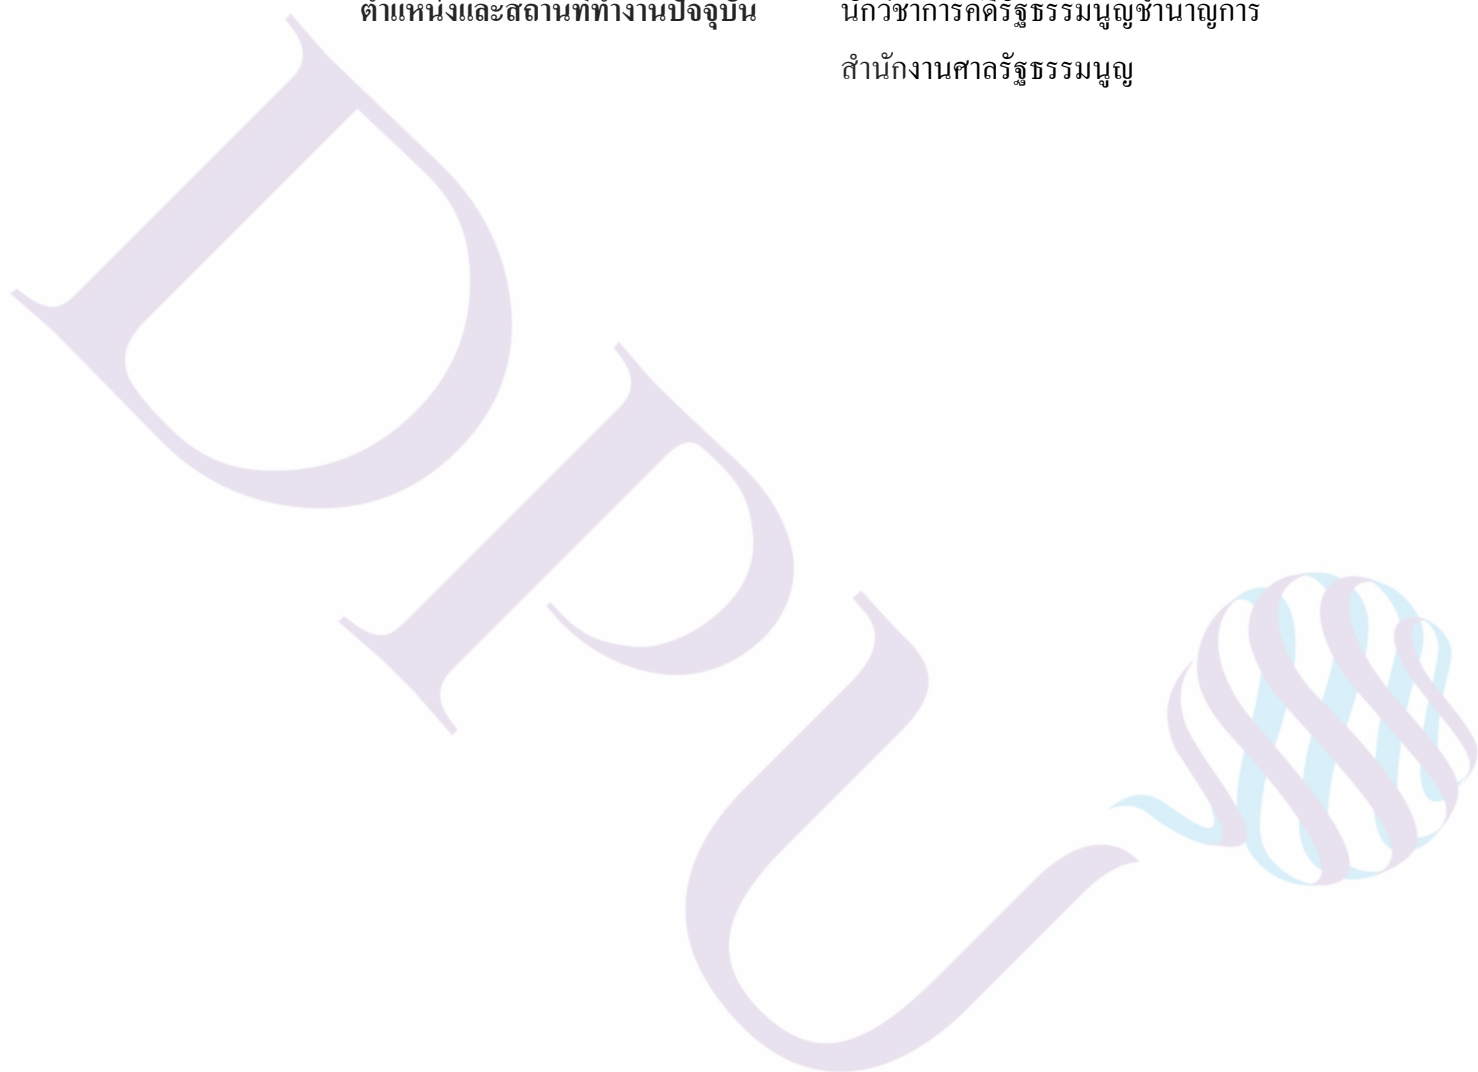 ตำแหน่งและสถานที่ทำงานปัจจุบัน นักวิชาการคดีรัฐธรรมนูญชำนาญการ
สำนักงานศาลรัฐธรรมนูญ
DPU